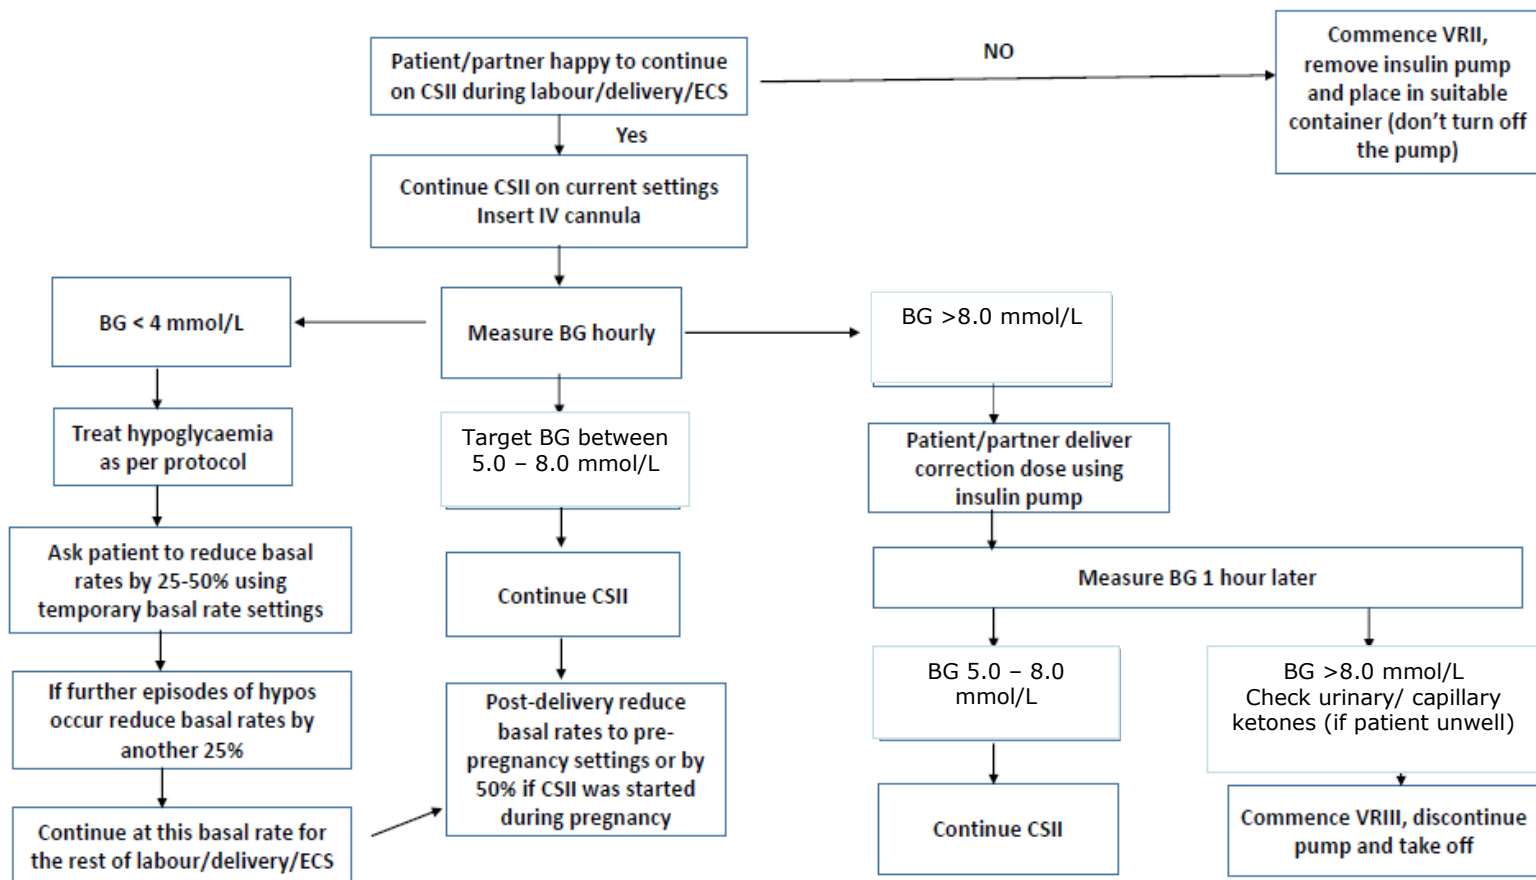 Patient/partner happy to continue
on CSII during labour/delivery/ECS
NO
Commence VRII,
remove insulin pump
and place in suitable
container (don't turn off
the pump)
Yes
Continue CSII on current settings
Insert IV cannula
BG < 4 mmol/L
Measure BG hourly
BG >8.0 mmol/L
Treat hypoglycaemia
as per protocol
Target BG between
5.0 – 8.0 mmol/L
Patient/partner deliver
correction dose using
insulin pump
Ask patient to reduce basal
rates by 25-50% using
temporary basal rate settings
Continue CSII
Measure BG 1 hour later
If further episodes of hypos
occur reduce basal rates by
another 25%
Post-delivery reduce
basal rates to pre-
pregnancy settings or by
50% if CSII was started
during pregnancy
BG 5.0 – 8.0
mmol/L
BG >8.0 mmol/L
Check urinary/ capillary
ketones (if patient unwell)
Continue at this basal rate for
the rest of labour/delivery/ECS
Continue CSII
Commence VRIII, discontinue
pump and take off